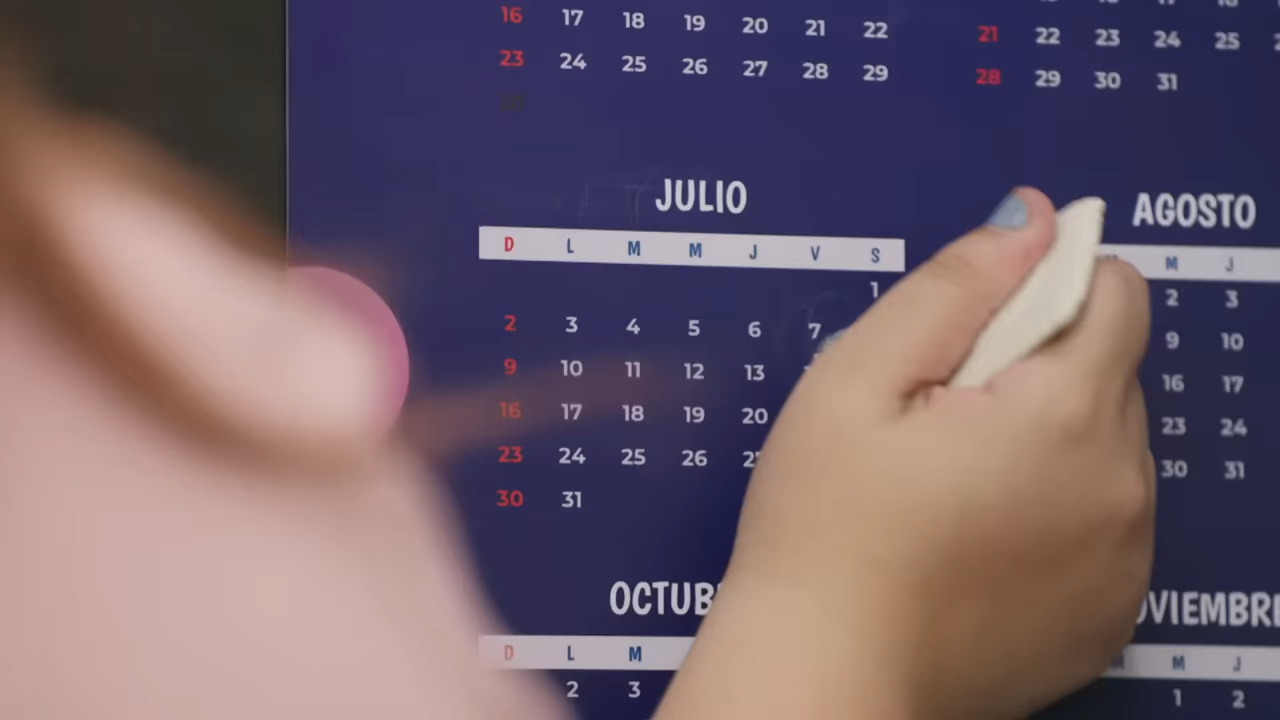 16 17 18 19 20 21 22
23 24 25 26 27 28 29
21 22 23 24 25
28 29 30 31
JULIO
D L M M J V S
1
2 3 4 5 6 7
9 10 11 12 13
16 17 18 19 20
23 24 25 26
30 31
AGOSTO
M J
2 3
9 10
16 17
23 24
30 31
OCTUB
D L M
2 3
OVIEMBRE
M M J
1 2